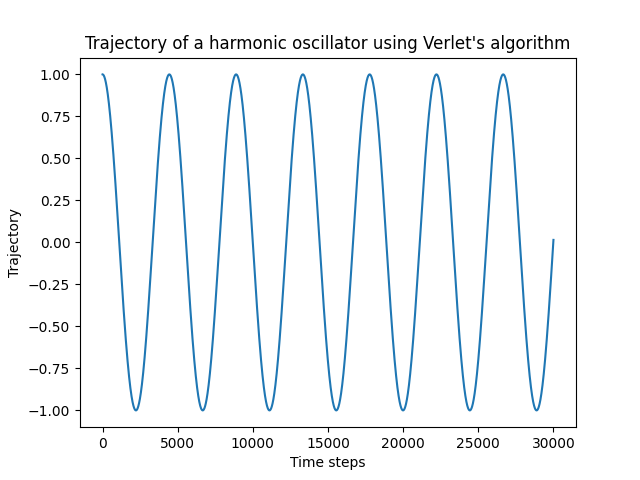 Trajectory of a harmonic oscillator using Verlet's algorithm
1.00
0.75
0.50
0.25
0.00
−0.25
−0.50
−0.75
−1.00
Trajectory
0 5000 10000 15000 20000 25000 30000
Time steps